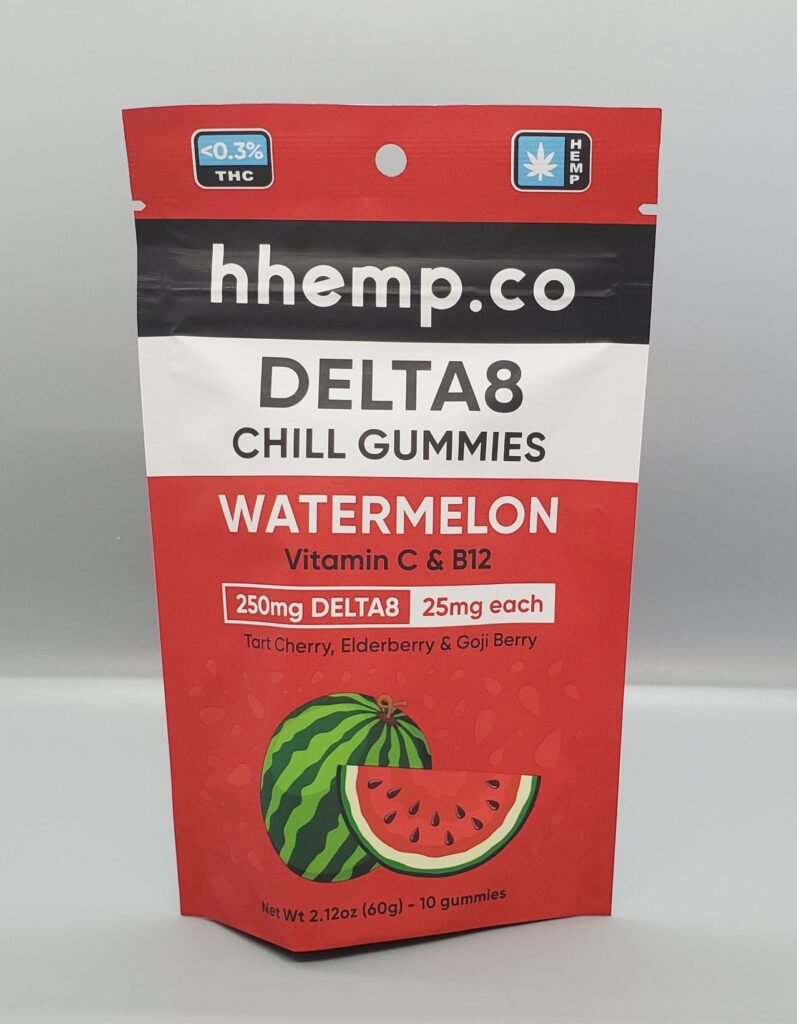 <0.3%
THC
HEMP
hhemp.co
DELTA8
CHILL GUMMIES
WATERMELON
Vitamin C & B12
250mg DELTA8 25mg each
Tart Cherry, Elderberry & Goji Berry
Net Wt 2.12oz (60g) - 10 gummies